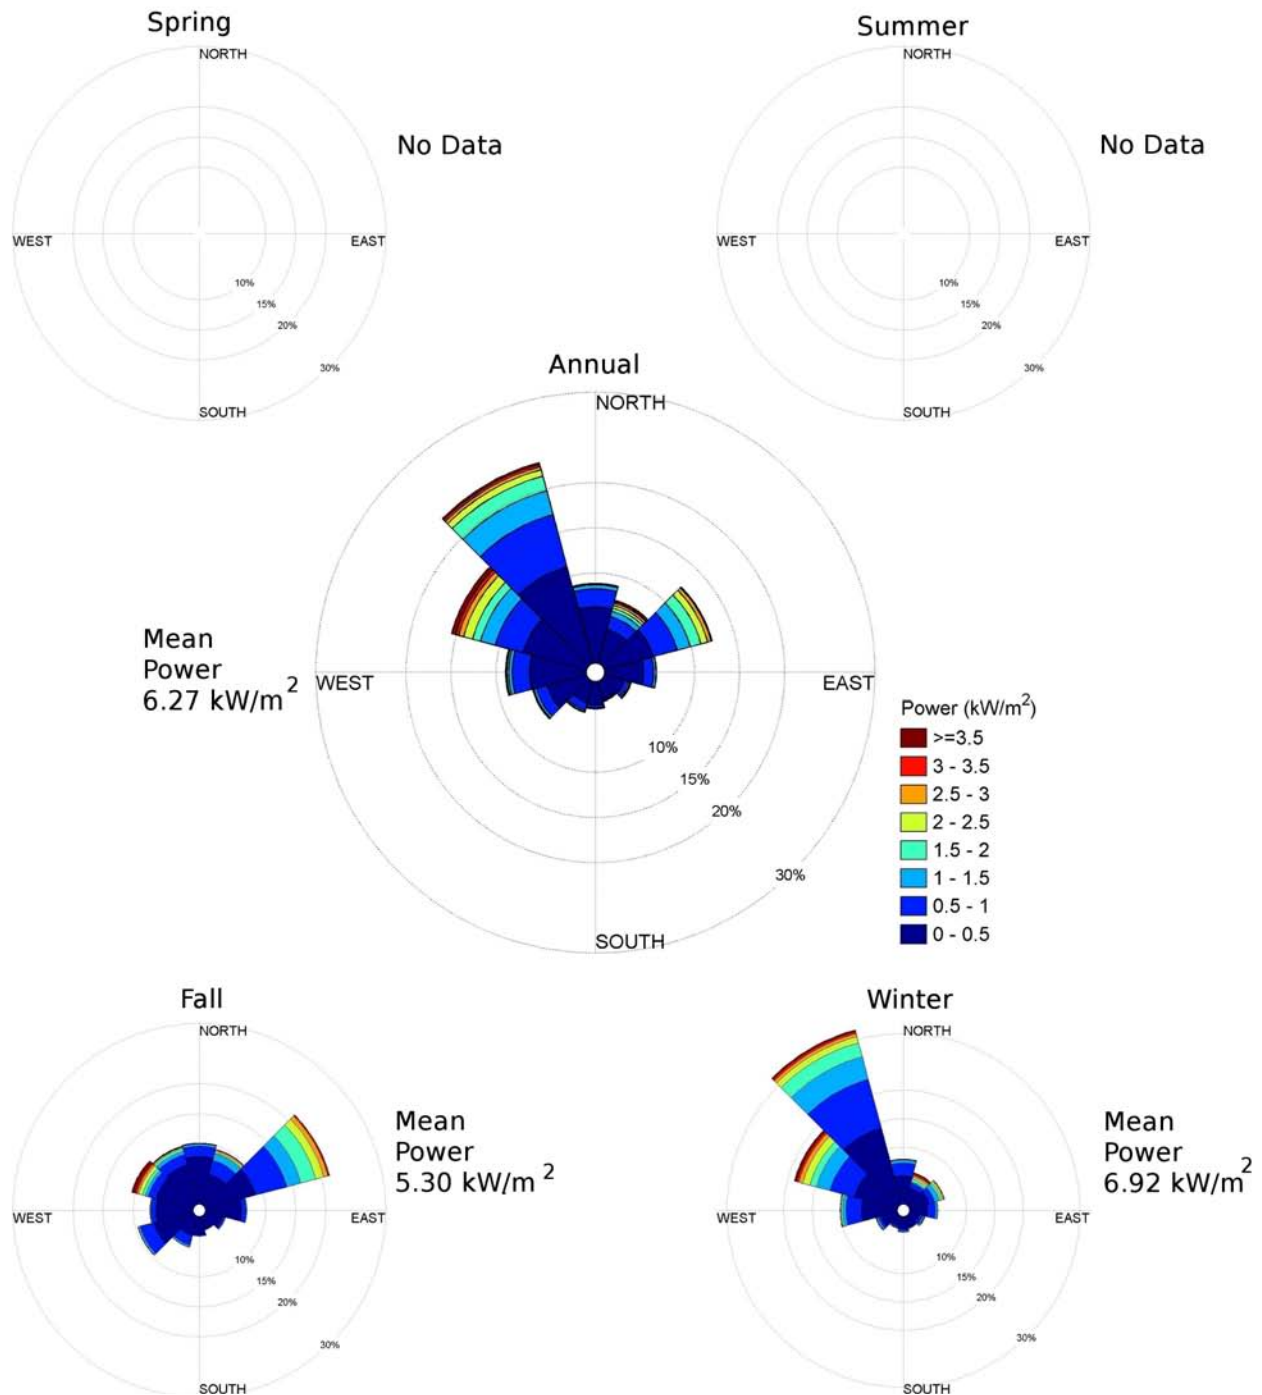 Spring
NORTH
No Data
WEST
EAST
10%
15%
20%
30%
SOUTH
Summer
NORTH
No Data
WEST
EAST
10%
15%
20%
30%
SOUTH
Annual
NORTH
Mean
Power
6.27 kW/m²
WEST
EAST
10%
15%
20%
30%
SOUTH
Power (kW/m²)
>=3.5
3 - 3.5
2.5 - 3
2 - 2.5
1.5 - 2
1 - 1.5
0.5 - 1
0 - 0.5
Fall
NORTH
Mean
Power
5.30 kW/m²
WEST
EAST
10%
15%
20%
30%
SOUTH
Winter
NORTH
Mean
Power
6.92 kW/m²
WEST
EAST
10%
15%
20%
30%
SOUTH